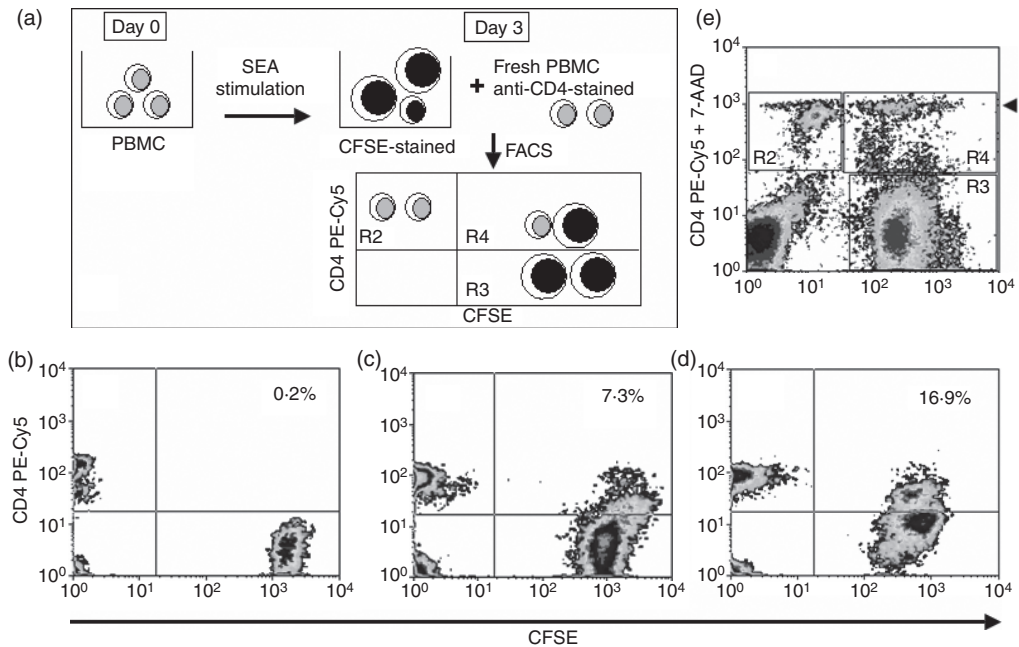 (a)
Day 0
Day 3
SEA
stimulation
PBMC
CFSE-stained
+
Fresh PBMC
anti-CD4-stained
FACS
CD4 PE-Cy5
R2
R4
R3
CFSE
(e)
CD4 PE-Cy5 + 7-AAD
10⁴
10³
10²
10¹
10⁰
R2
R4
R3
10⁰ 10¹ 10² 10³ 10⁴
(b)
CD4 PE-Cy5
10⁴
10³
10²
10¹
10⁰
0·2%
10⁰ 10¹ 10² 10³ 10⁴
(c)
10⁴
10³
10²
10¹
10⁰
7·3%
10⁰ 10¹ 10² 10³ 10⁴
(d)
10⁴
10³
10²
10¹
10⁰
16·9%
10⁰ 10¹ 10² 10³ 10⁴
CFSE